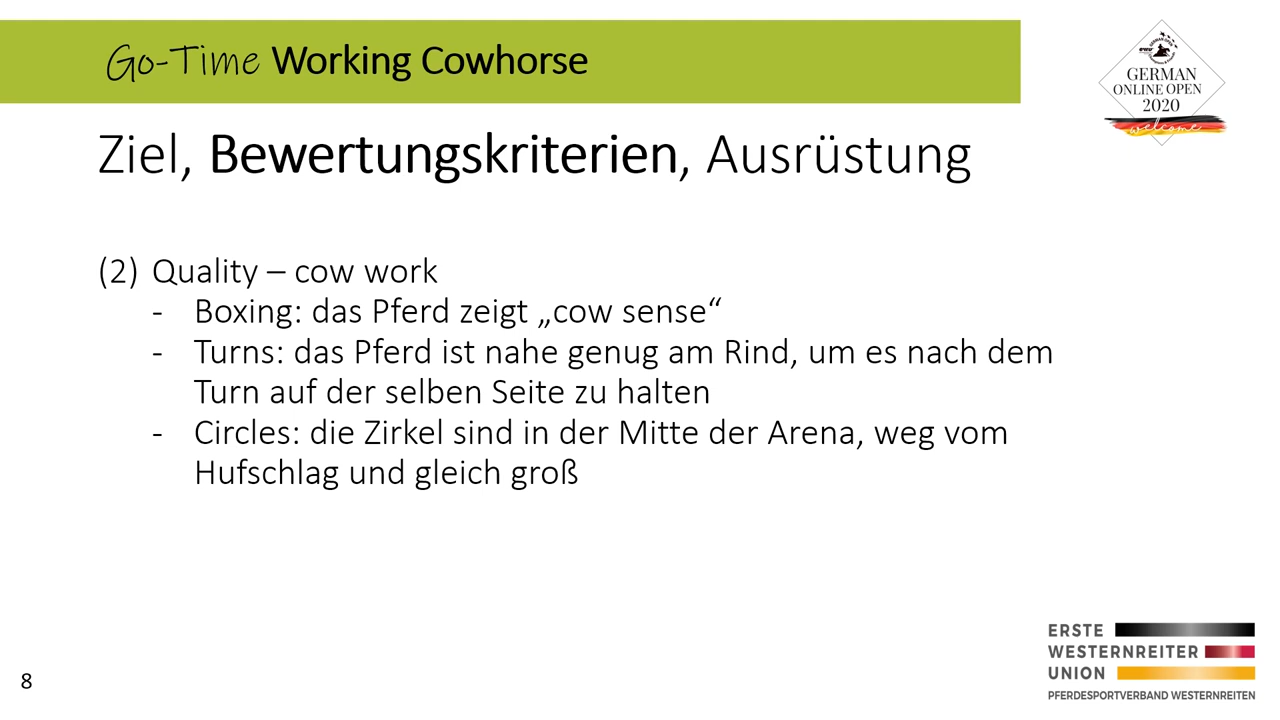 Go-Time Working Cowhorse
GERMAN
ONLINE OPEN
2020
welcome
Ziel, Bewertungskriterien, Ausrüstung
(2) Quality – cow work
- Boxing: das Pferd zeigt „cow sense“
- Turns: das Pferd ist nahe genug am Rind, um es nach dem
Turn auf der selben Seite zu halten
- Circles: die Zirkel sind in der Mitte der Arena, weg vom
Hufschlag und gleich groß
ERSTE
WESTERNREITER
UNION
PFERDESPORTVERBAND WESTERNREITEN
8